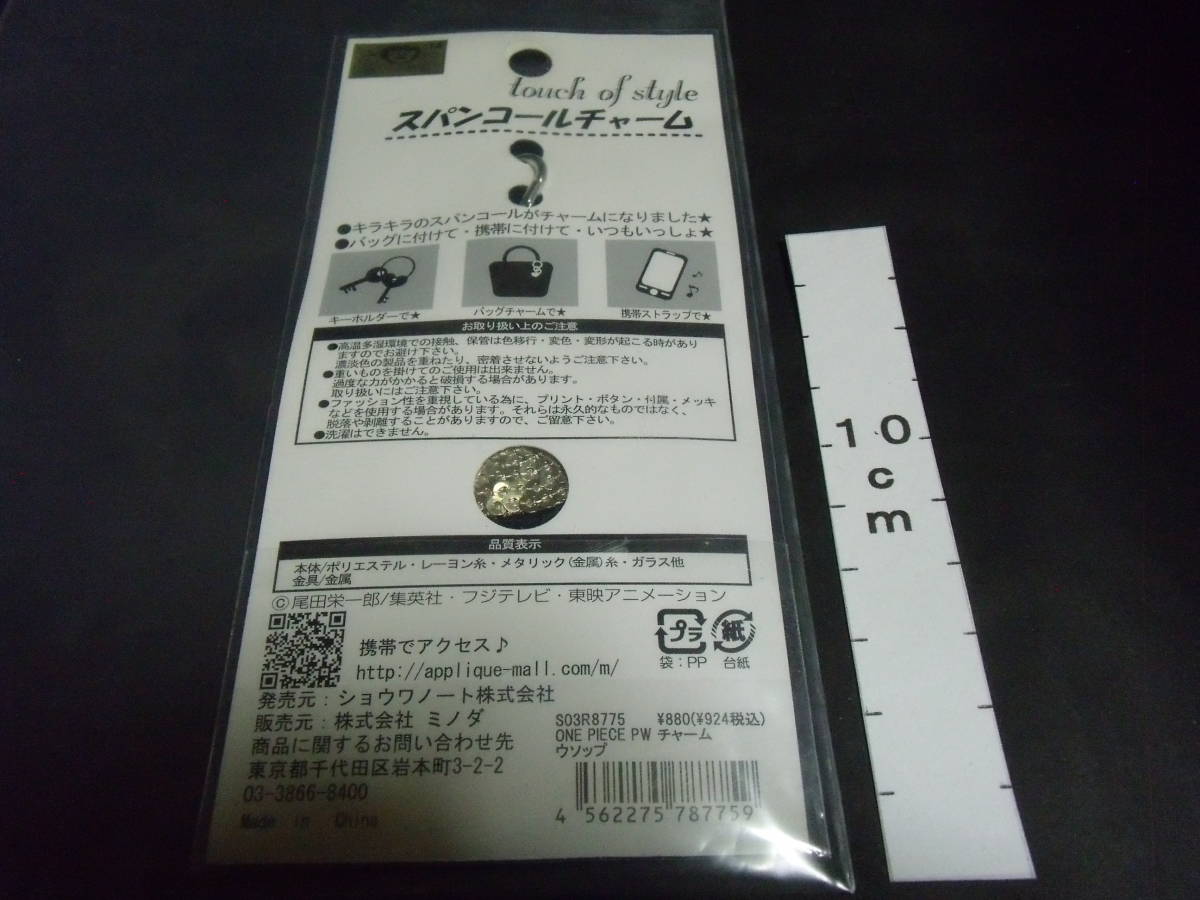 touch of style
スパンコールチャーム
●キラキラのスパンコールがチャームになりました★
●バッグに付けて・携帯に付けて・いつもいっしょ★
キーホルダーで★
バッグチャームで★
携帯ストラップで★
お取り扱い上のご注意
●高温多湿環境での接触、保管は色移行・変色・変形が起こる時があり
ますのでお避け下さい。
濃淡色の製品を重ねたり、密着させないようご注意下さい。
●重いものを掛けてのご使用は出来ません。
過度な力がかかると破損する場合があります。
取り扱いにはご注意下さい。
●ファッション性を重視している為に、プリント・ボタン・付属・メッキ
などを使用する場合があります。それらは永久的なものではなく、
脱落や剥離することがありますので、ご留意下さい。
●洗濯はできません。
品質表示
本体/ポリエステル・レーヨン糸・メタリック(金属)糸・ガラス他
金具/金属
©尾田栄一郎/集英社・フジテレビ・東映アニメーション
携帯でアクセス♪
http://applique-mall.com/m/
プラ
袋：PP
紙
台紙
発売元：ショウワノート株式会社
販売元：株式会社 ミノダ
商品に関するお問い合わせ先
東京都千代田区岩本町3-2-2
03-3866-8400
Made in China
S03R8775 ¥880(¥924税込)
ONE PIECE PW チャーム
ウソップ
4 562275 787759
10
cm